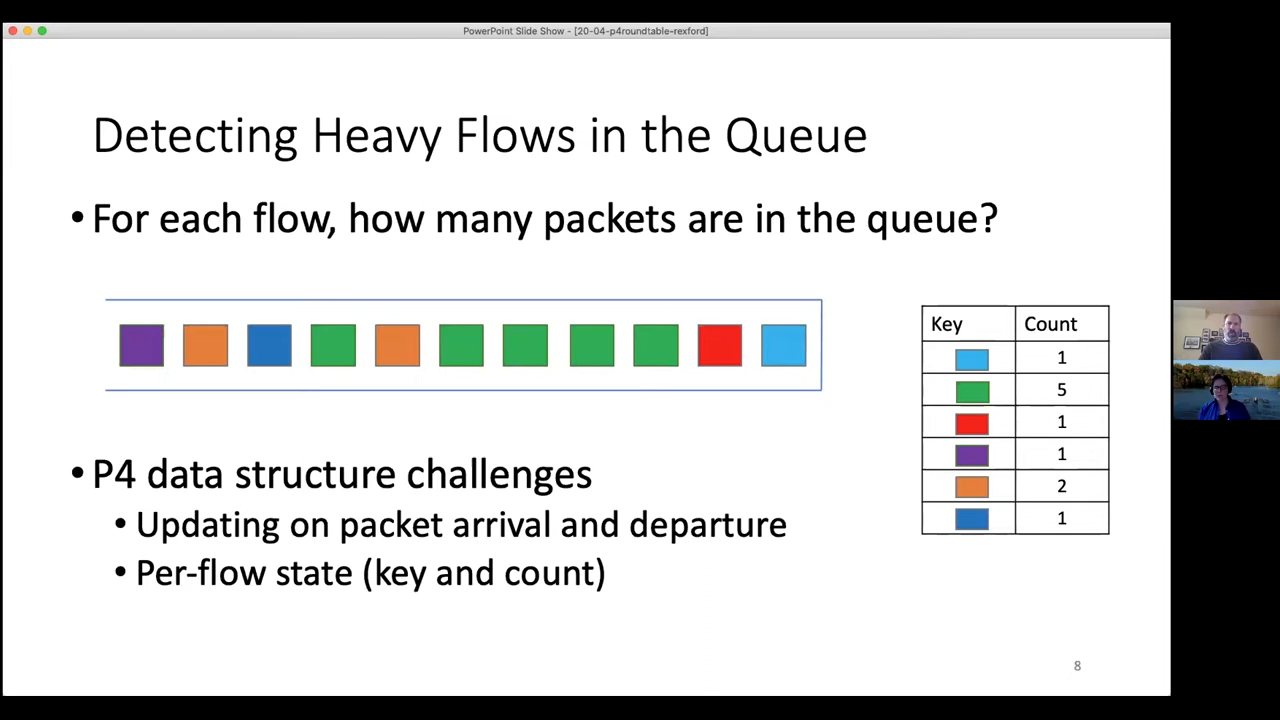 PowerPoint Slide Show - [20-04-p4roundtable-rexford]
Detecting Heavy Flows in the Queue
• For each flow, how many packets are in the queue?
Key Count
1
5
1
1
2
1
• P4 data structure challenges
• Updating on packet arrival and departure
• Per-flow state (key and count)
8